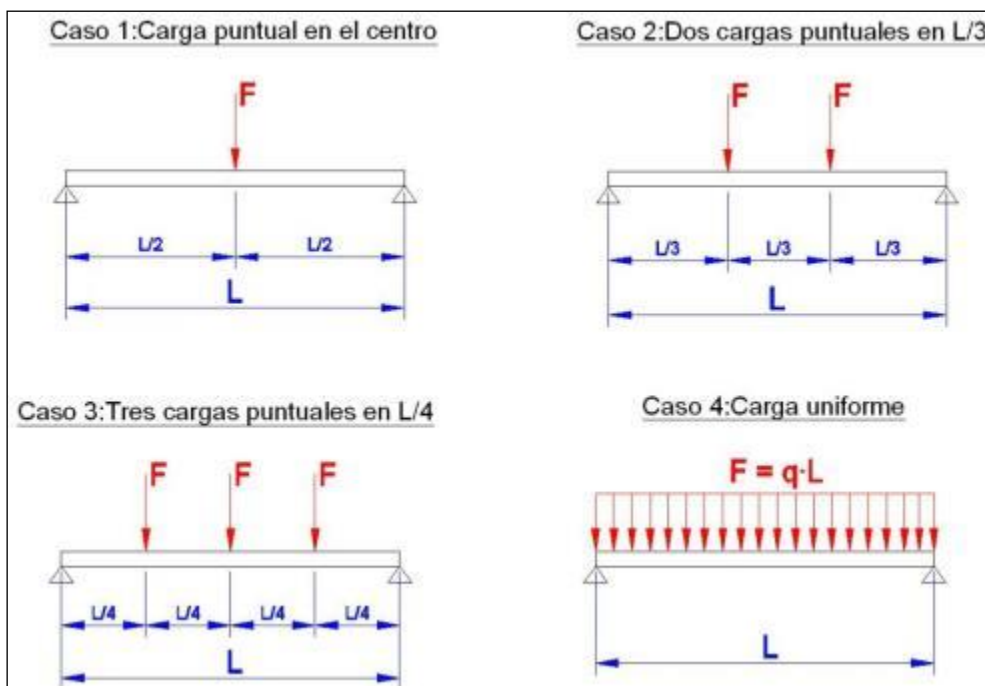 Caso 1:Carga puntual en el centro
F
L/2 L/2
L
Caso 2:Dos cargas puntuales en L/3
F F
L/3 L/3 L/3
L
Caso 3:Tres cargas puntuales en L/4
F F F
L/4 L/4 L/4 L/4
L
Caso 4:Carga uniforme
F = q·L
L